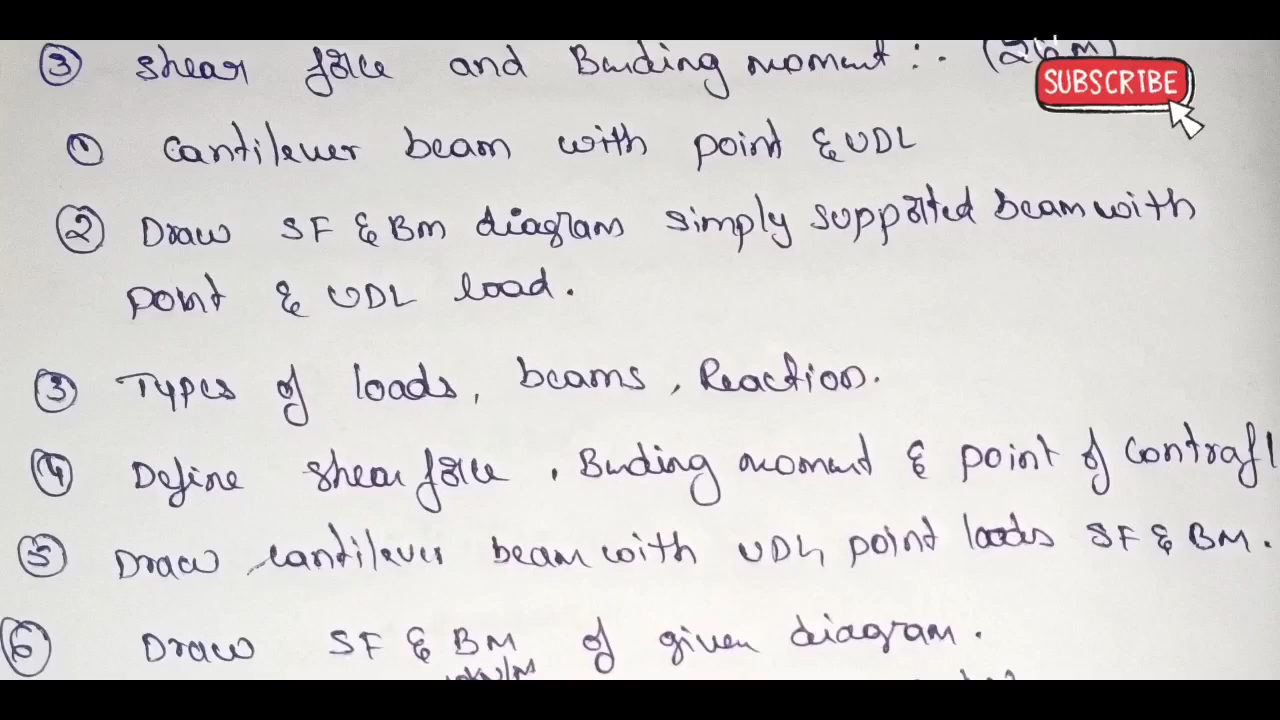 ③ Shear force and Bending moment :- (2
SUBSCRIBE
① Cantilever beam with point & UDL
② Draw SF & BM diagram simply supported beam with
point & UDL load.
③ Types of loads, beams, Reaction.
④ Define shear force, Bending moment & point of contrafl
⑤ Draw cantilever beam with UDL, point loads SF & BM.
⑥ Draw SF & BM of given diagram.